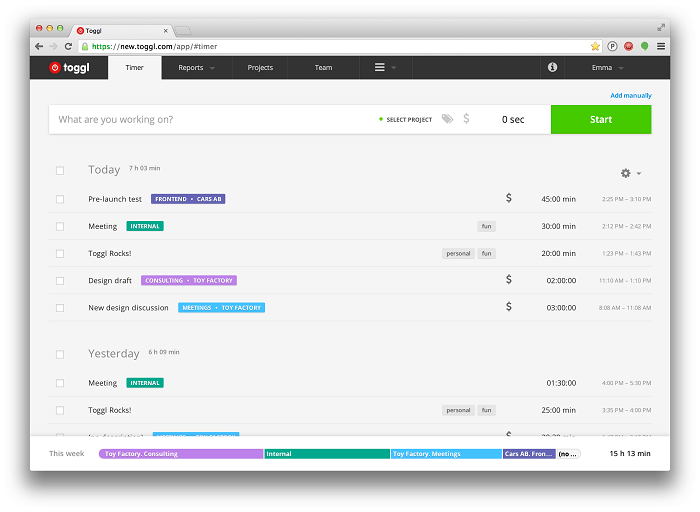 Toggl
https://new.toggl.com/app/#timer
toggl Timer Reports Projects Team Emma
Add manually
What are you working on? SELECT PROJECT $ 0 sec Start
Today 7 h 03 min
Pre-launch test FRONTEND • CARS AB $ 45:00 min 2:25 PM – 3:10 PM
Meeting INTERNAL fun 30:00 min 2:12 PM – 2:42 PM
Toggl Rocks! personal fun 20:00 min 1:23 PM – 1:43 PM
Design draft CONSULTING • TOY FACTORY $ 02:00:00 11:10 AM – 1:10 PM
New design discussion MEETINGS • TOY FACTORY $ 03:00:00 8:08 AM – 11:08 AM
Yesterday 6 h 09 min
Meeting INTERNAL 01:30:00 4:00 PM – 5:30 PM
Toggl Rocks! personal fun 25:00 min 3:35 PM – 4:00 PM
This week Toy Factory. Consulting Internal Toy Factory. Meetings Cars AB. Fron... (no ... 15 h 13 min